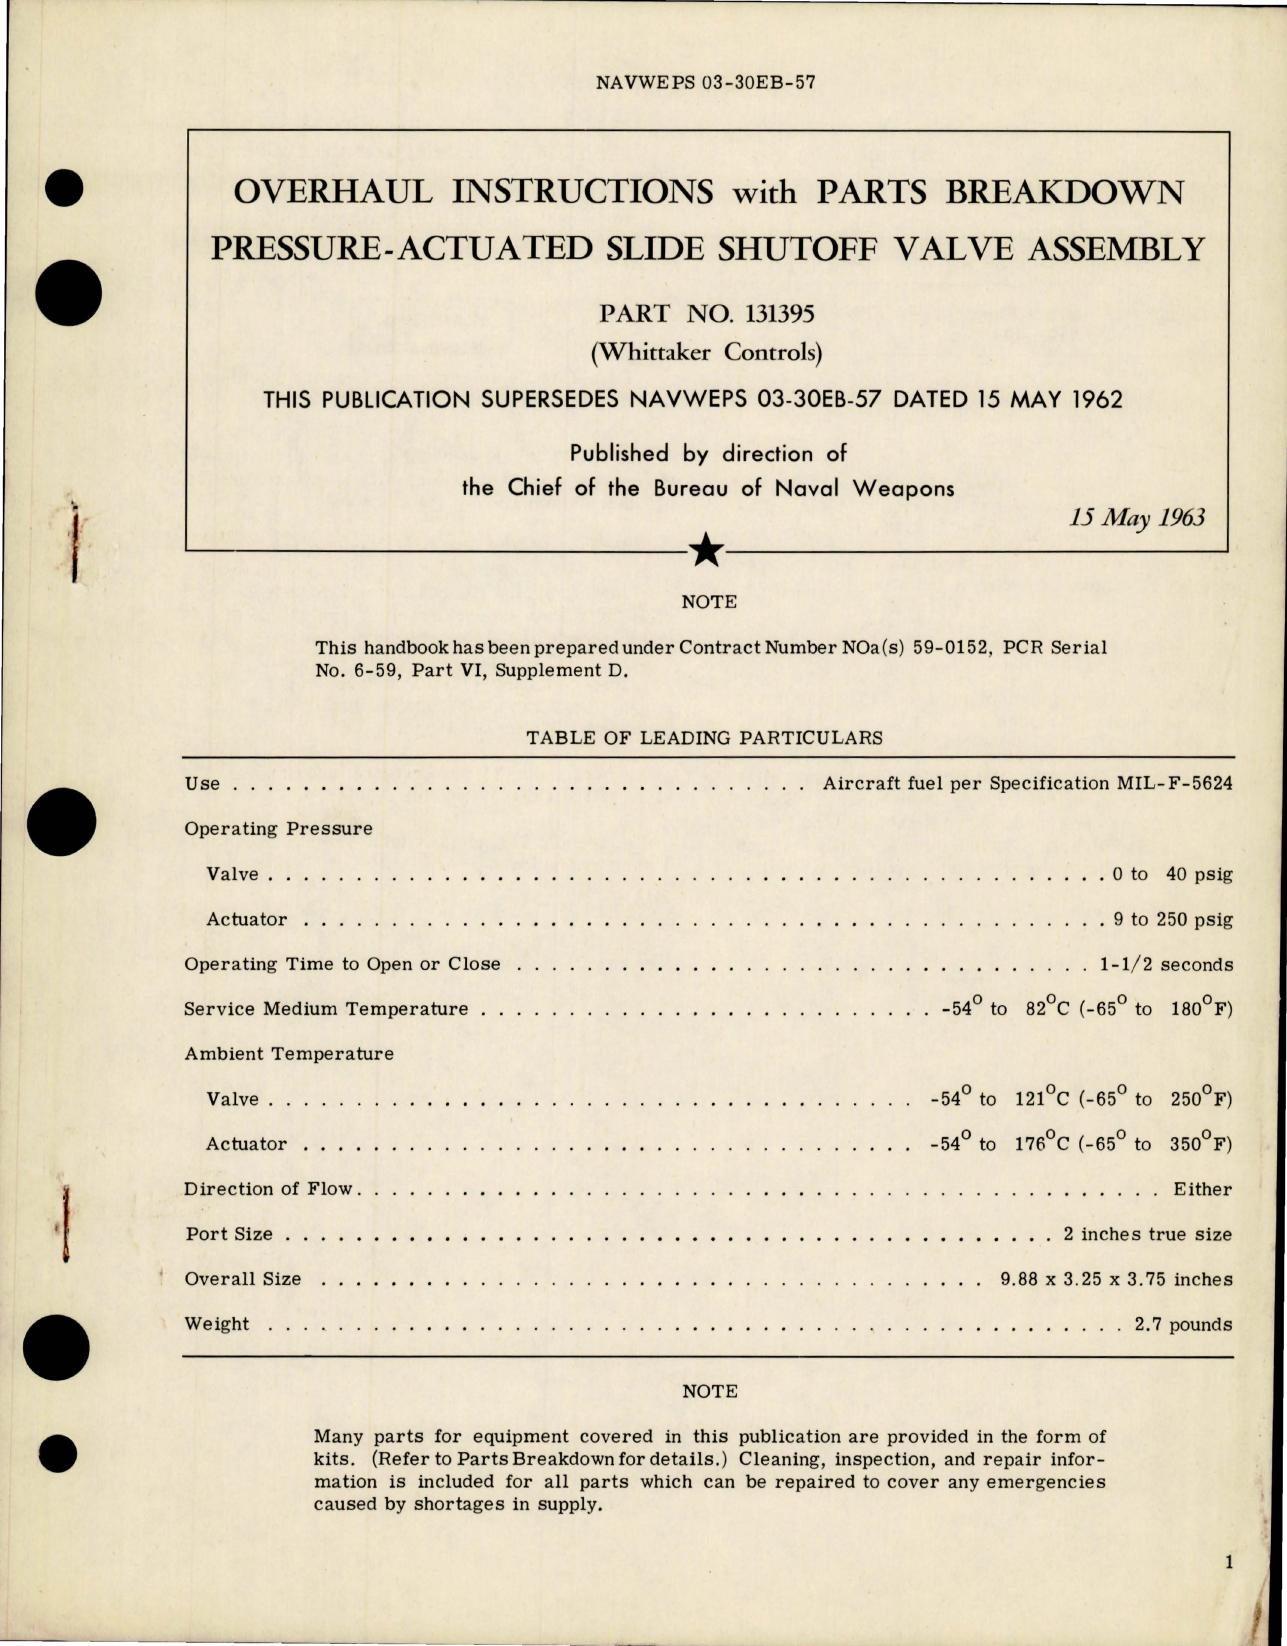 NAVWEPS 03-30EB-57
OVERHAUL INSTRUCTIONS with PARTS BREAKDOWN
PRESSURE-ACTUATED SLIDE SHUTOFF VALVE ASSEMBLY
PART NO. 131395
(Whittaker Controls)
THIS PUBLICATION SUPERSEDES NAVWEPS 03-30EB-57 DATED 15 MAY 1962
Published by direction of
the Chief of the Bureau of Naval Weapons
15 May 1963
NOTE
This handbook has been prepared under Contract Number NOa(s) 59-0152, PCR Serial
No. 6-59, Part VI, Supplement D.
TABLE OF LEADING PARTICULARS
Use . . . . . . . . . . . . . . . . . . . . . . . . . . . . . . . . . Aircraft fuel per Specification MIL-F-5624
Operating Pressure
Valve . . . . . . . . . . . . . . . . . . . . . . . . . . . . . . . . . . . . . . . . . . . . . . . . 0 to 40 psig
Actuator . . . . . . . . . . . . . . . . . . . . . . . . . . . . . . . . . . . . . . . . . . . . . . 9 to 250 psig
Operating Time to Open or Close . . . . . . . . . . . . . . . . . . . . . . . . . . . . . . . . . 1-1/2 seconds
Service Medium Temperature . . . . . . . . . . . . . . . . . . . . . . . . . . -54° to 82°C (-65° to 180°F)
Ambient Temperature
Valve . . . . . . . . . . . . . . . . . . . . . . . . . . . . . . . . . . . . . -54° to 121°C (-65° to 250°F)
Actuator . . . . . . . . . . . . . . . . . . . . . . . . . . . . . . . . . . . -54° to 176°C (-65° to 350°F)
Direction of Flow. . . . . . . . . . . . . . . . . . . . . . . . . . . . . . . . . . . . . . . . . . . . . . Either
Port Size . . . . . . . . . . . . . . . . . . . . . . . . . . . . . . . . . . . . . . . . . . . . 2 inches true size
Overall Size . . . . . . . . . . . . . . . . . . . . . . . . . . . . . . . . . . . . . . 9.88 x 3.25 x 3.75 inches
Weight . . . . . . . . . . . . . . . . . . . . . . . . . . . . . . . . . . . . . . . . . . . . . . . . . 2.7 pounds
NOTE
Many parts for equipment covered in this publication are provided in the form of
kits. (Refer to Parts Breakdown for details.) Cleaning, inspection, and repair infor-
mation is included for all parts which can be repaired to cover any emergencies
caused by shortages in supply.
1